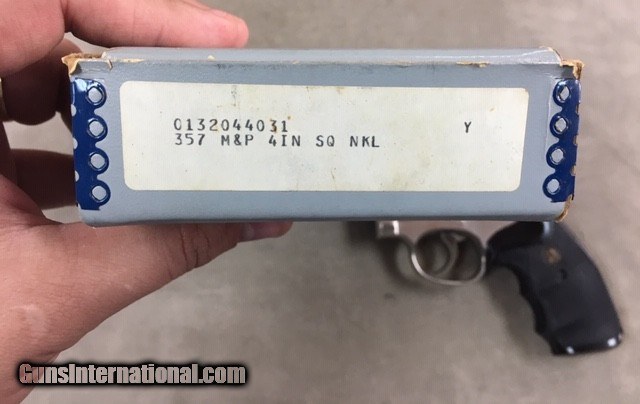 0132044031 Y
357 M&P 4IN SQ NKL
GunsInternational.com